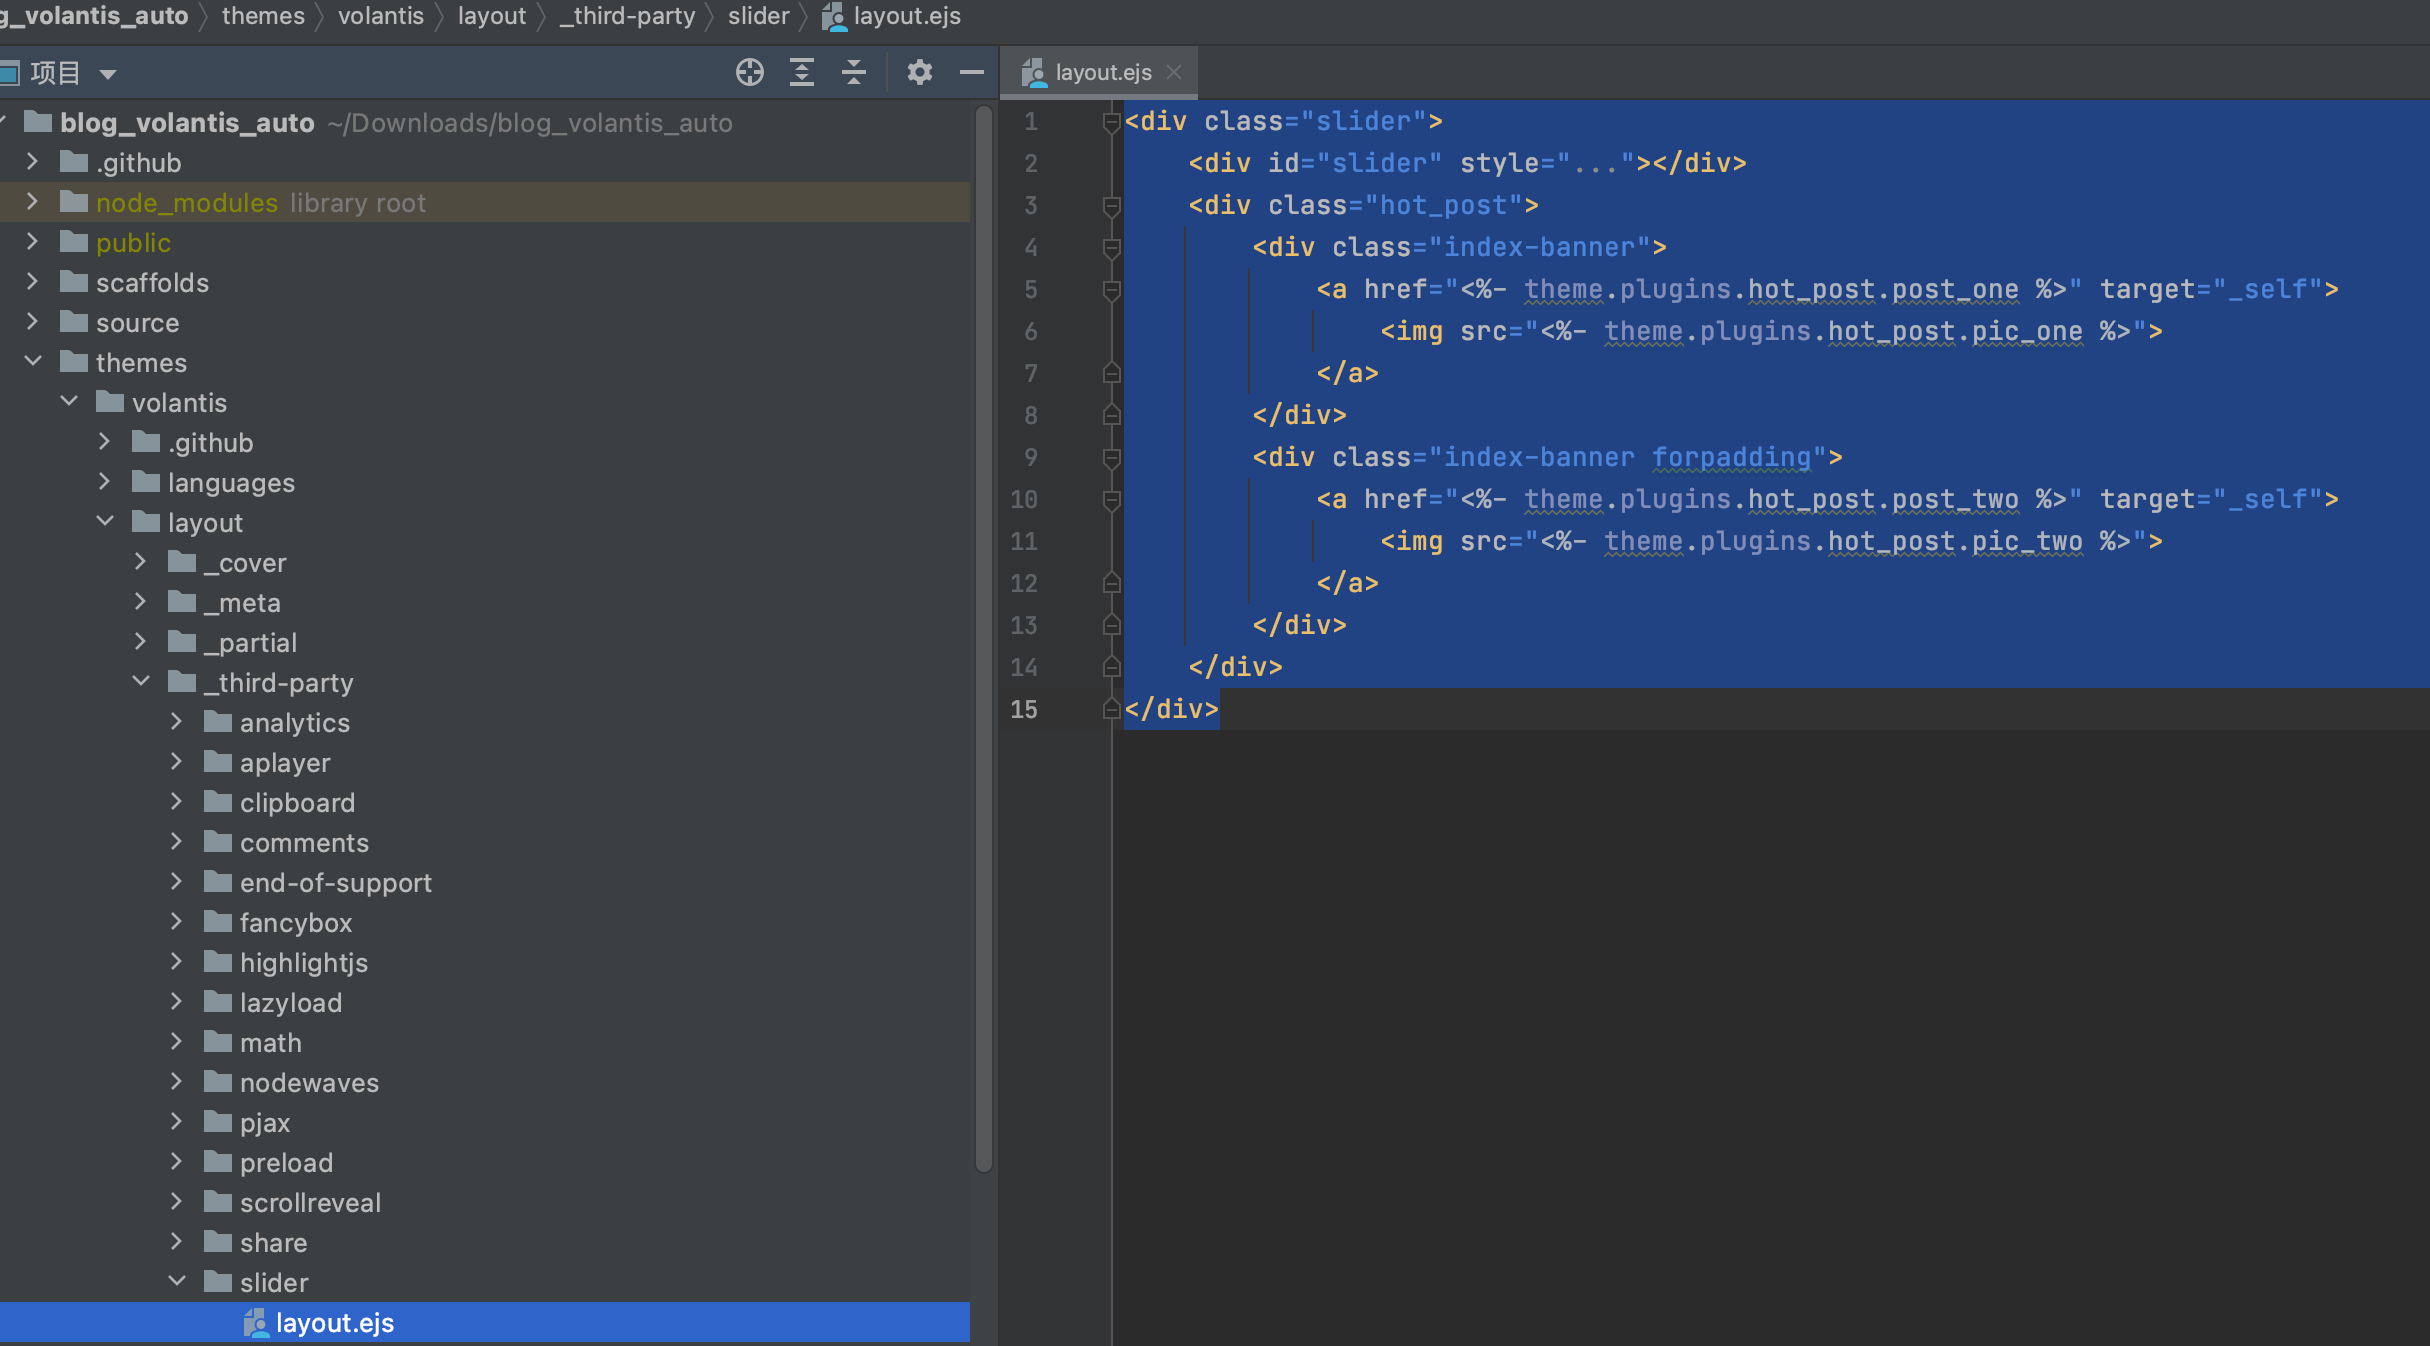 g_volantis_auto 〉 themes 〉 volantis 〉 layout 〉 _third-party 〉 slider 〉 layout.ejs
项目
layout.ejs
blog_volantis_auto ~/Downloads/blog_volantis_auto
.github
node_modules library root
public
scaffolds
source
themes
volantis
.github
languages
layout
_cover
_meta
_partial
_third-party
analytics
aplayer
clipboard
comments
end-of-support
fancybox
highlightjs
lazyload
math
nodewaves
pjax
preload
scrollreveal
share
slider
layout.ejs
1 <div class="slider">
2 <div id="slider" style="..."></div>
3 <div class="hot_post">
4 <div class="index-banner">
5 <a href="<%- theme.plugins.hot_post.post_one %>" target="_self">
6 <img src="<%- theme.plugins.hot_post.pic_one %>">
7 </a>
8 </div>
9 <div class="index-banner forpadding">
10 <a href="<%- theme.plugins.hot_post.post_two %>" target="_self">
11 <img src="<%- theme.plugins.hot_post.pic_two %>">
12 </a>
13 </div>
14 </div>
15 </div>